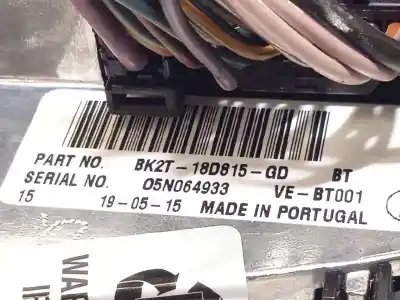 PART NO. BK2T-18D815-GD BT
SERIAL NO. 05N064933 VE-BT001
15 19-05-15 MADE IN PORTUGAL